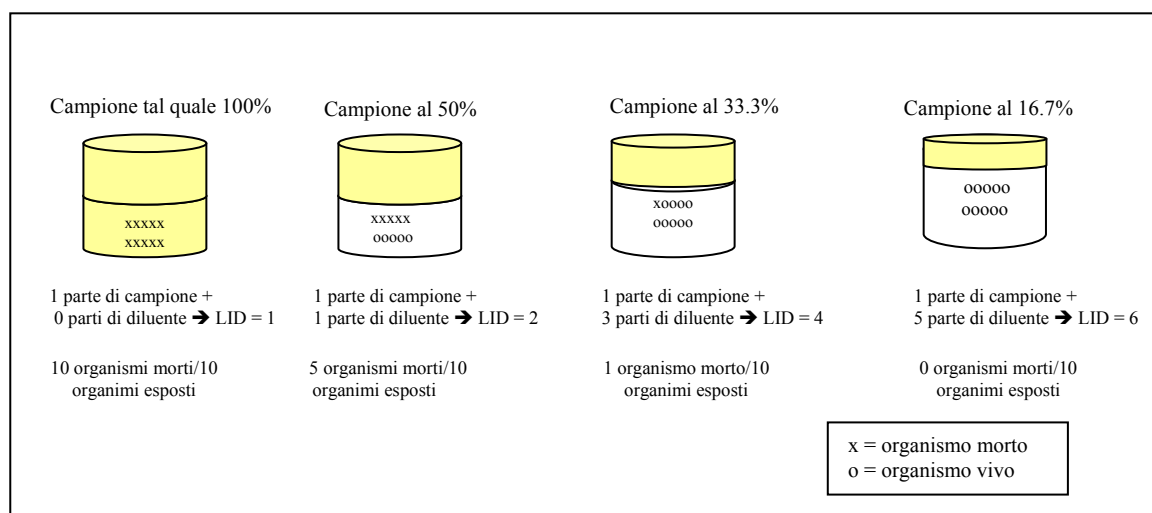 Campione tal quale 100%
Campione al 50%
Campione al 33.3%
Campione al 16.7%
xxxxx
xxxxx
xxxxx
ooooo
xoooo
ooooo
ooooo
ooooo
1 parte di campione +
0 parti di diluente ➔ LID = 1
1 parte di campione +
1 parte di diluente ➔ LID = 2
1 parte di campione +
3 parti di diluente ➔ LID = 4
1 parte di campione +
5 parte di diluente ➔ LID = 6
10 organismi morti/10
organimi esposti
5 organismi morti/10
organimi esposti
1 organismo morto/10
organimi esposti
0 organismi morti/10
organimi esposti
x = organismo morto
o = organismo vivo